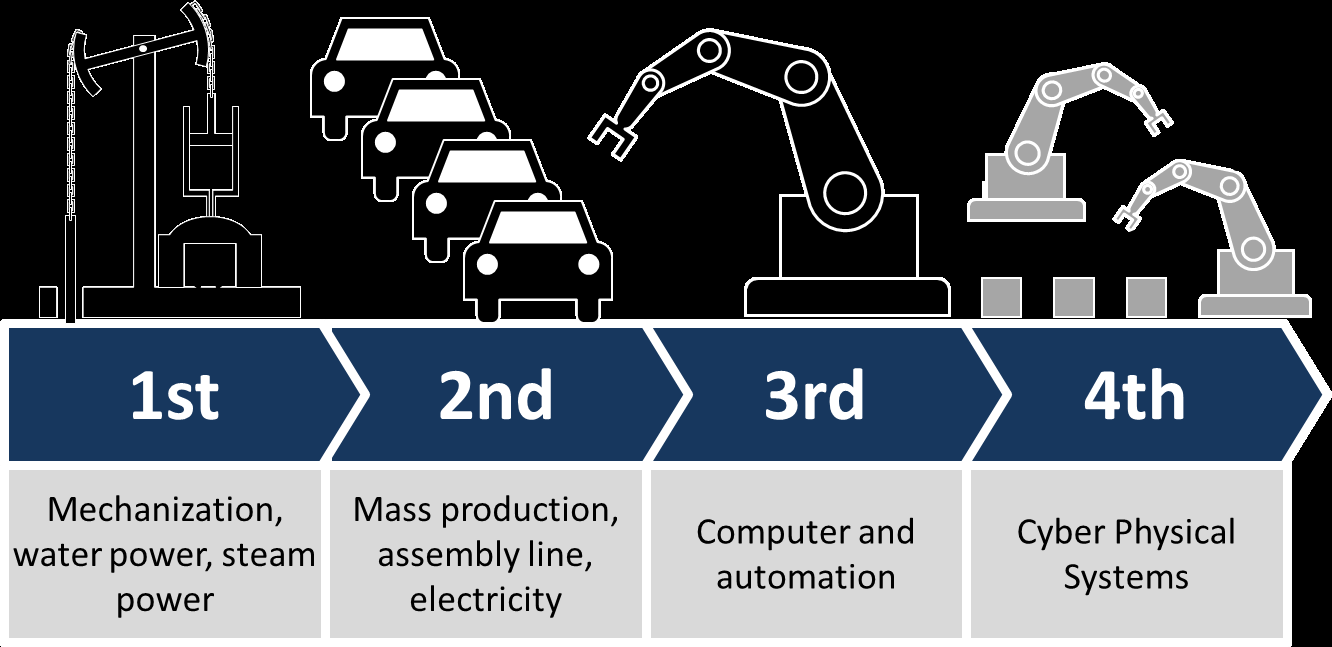 1st
2nd
3rd
4th
Mechanization,
water power, steam
power
Mass production,
assembly line,
electricity
Computer and
automation
Cyber Physical
Systems